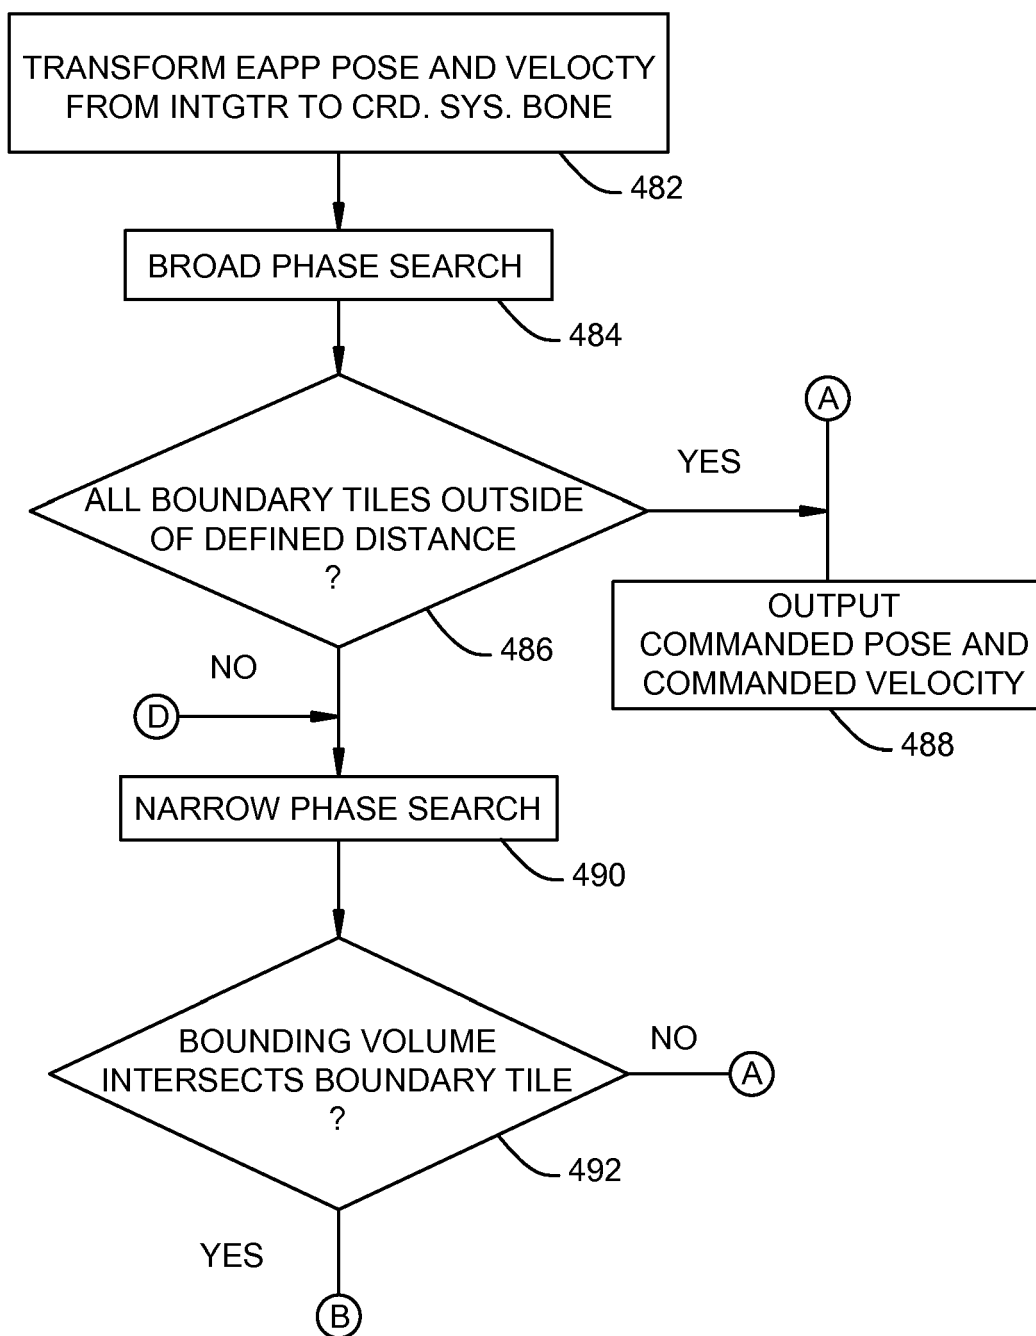 TRANSFORM EAPP POSE AND VELOCTY
FROM INTGTR TO CRD. SYS. BONE
482
BROAD PHASE SEARCH
484
A
YES
ALL BOUNDARY TILES OUTSIDE
OF DEFINED DISTANCE
?
486
OUTPUT
COMMANDED POSE AND
COMMANDED VELOCITY
488
NO
D
NARROW PHASE SEARCH
490
BOUNDING VOLUME
INTERSECTS BOUNDARY TILE
?
NO
A
492
YES
B